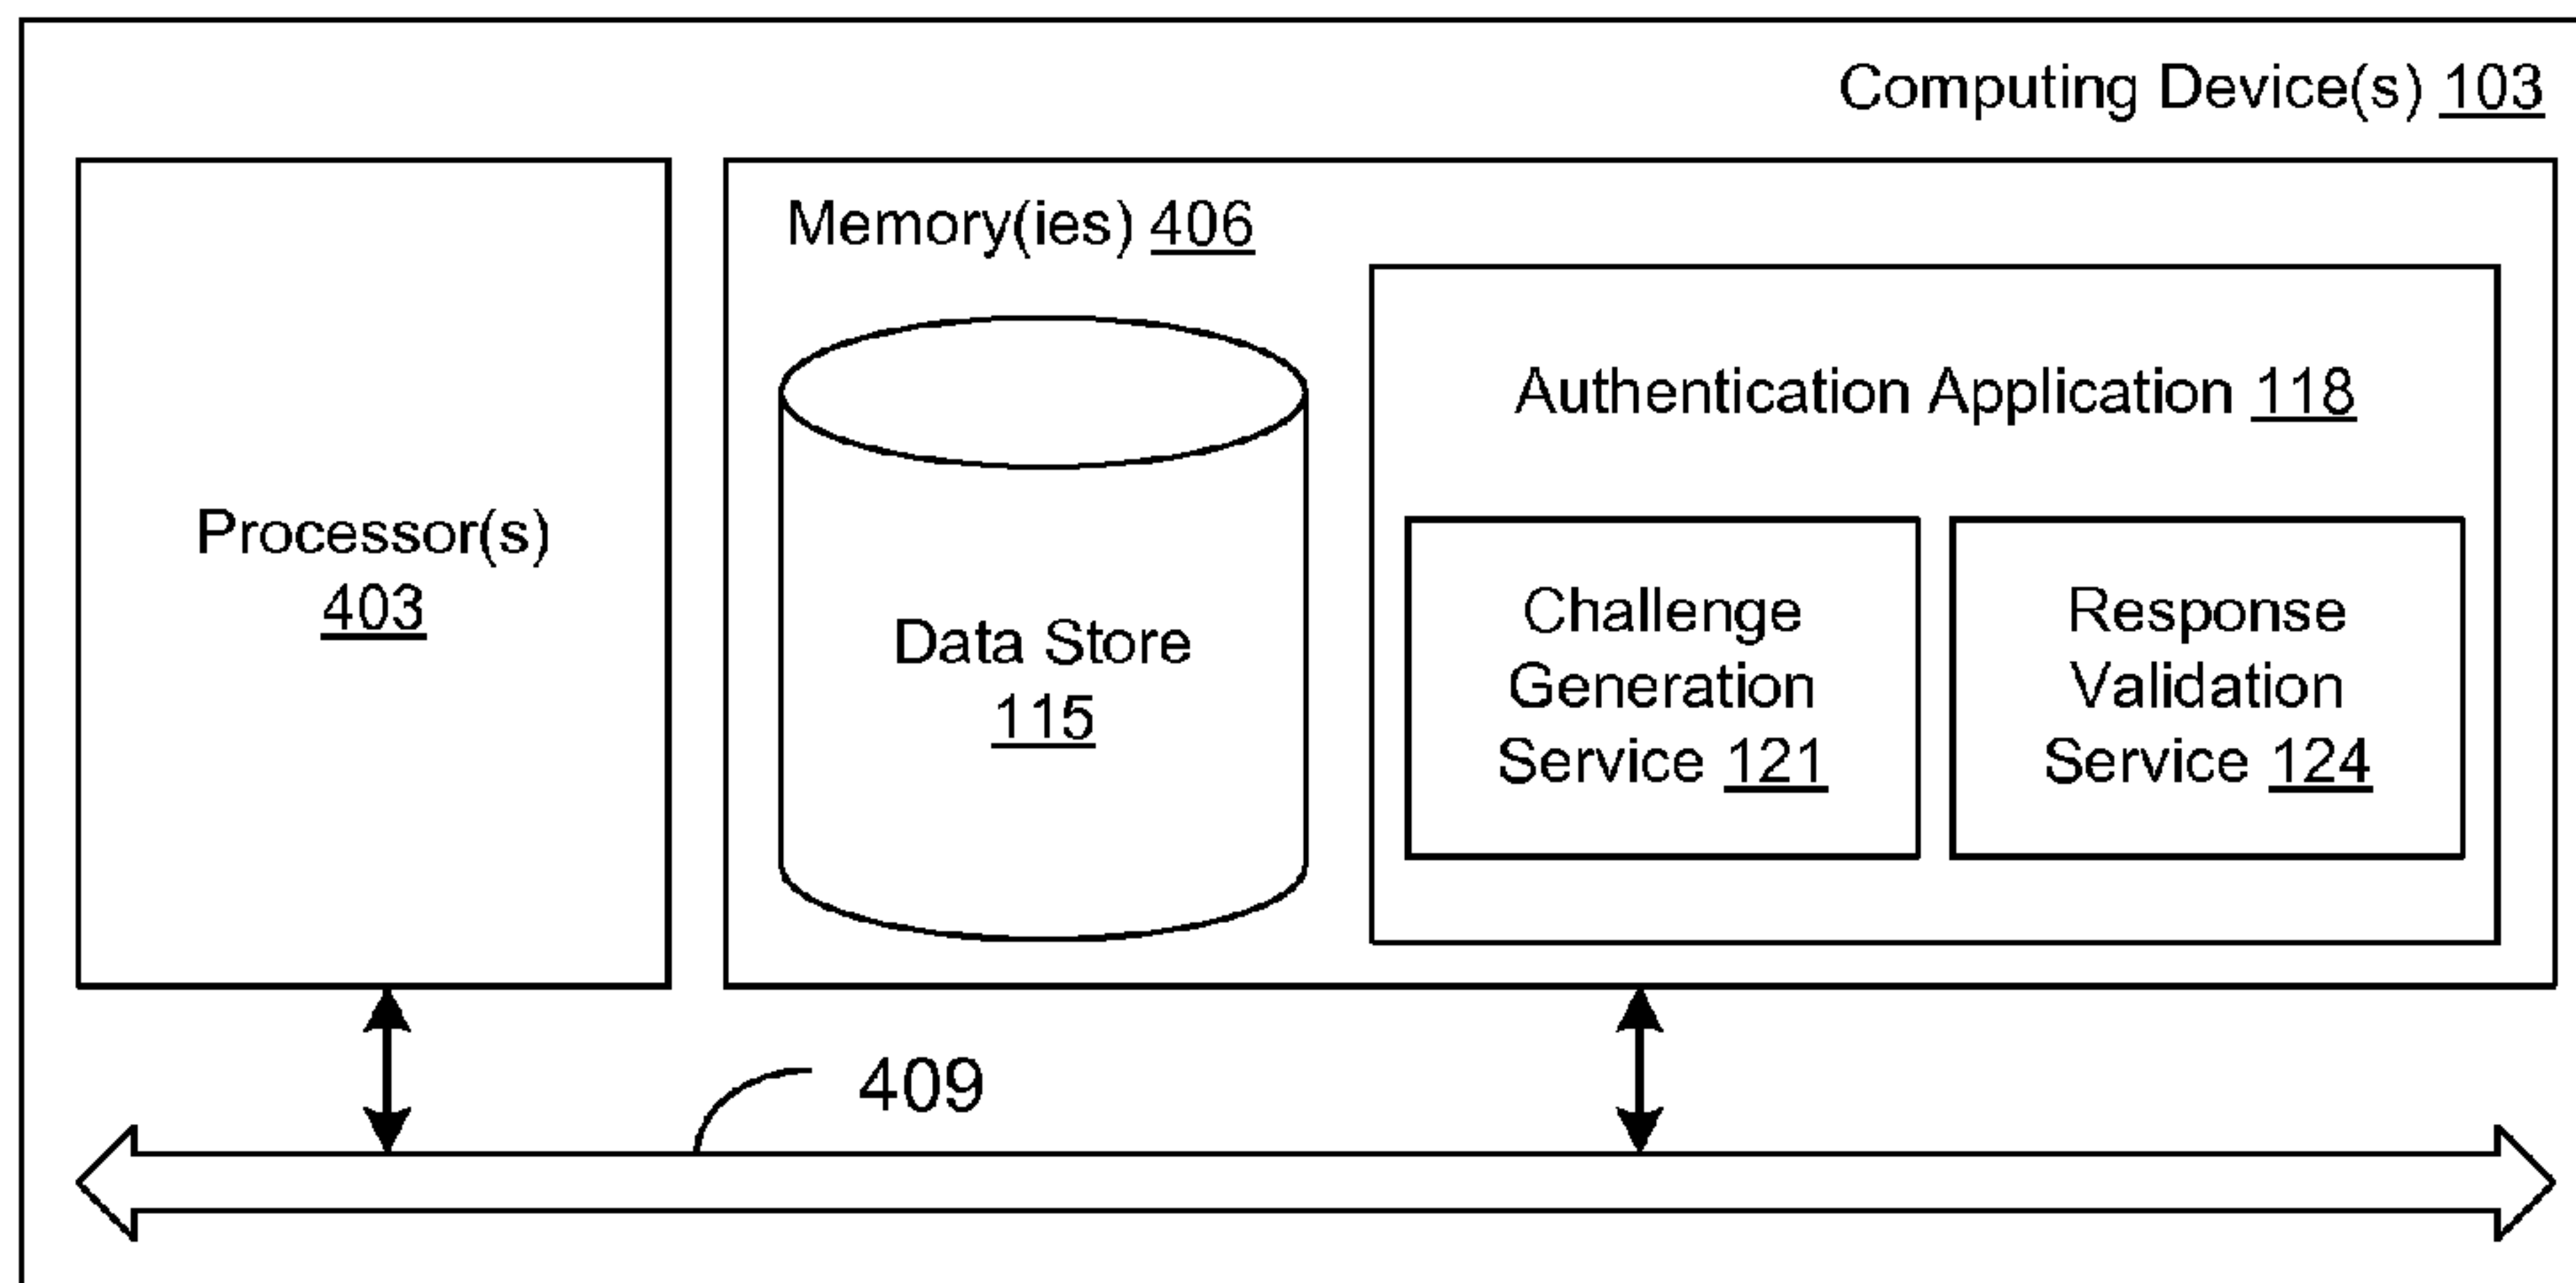 Computing Device(s) 103
Memory(ies) 406
Processor(s)
403
Data Store
115
Authentication Application 118
Challenge
Generation
Service 121
Response
Validation
Service 124
409